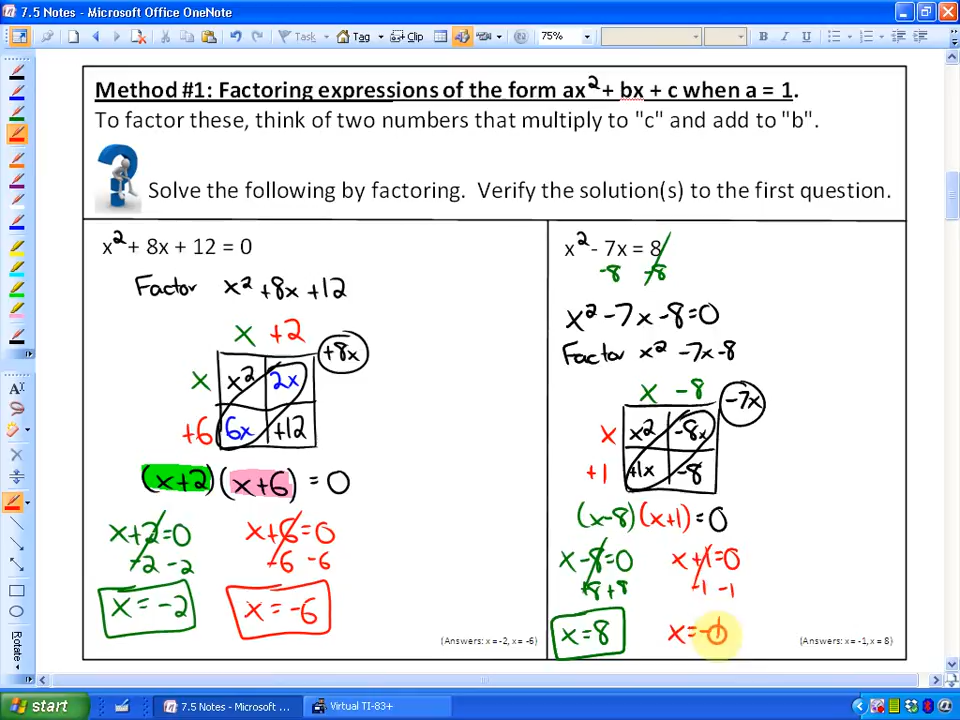 7.5 Notes - Microsoft Office OneNote
Task Tag Clip 75% B I U
Method #1: Factoring expressions of the form ax² + bx + c when a = 1.
To factor these, think of two numbers that multiply to "c" and add to "b".
Solve the following by factoring. Verify the solution(s) to the first question.
x² + 8x + 12 = 0
Factor x² +8x +12
x +2
+8x
x x² 2x
+6 6x +12
(x+2)(x+6) = 0
x+2=0 x+6=0
-2 -2 -6 -6
x = -2 x = -6
(Answers: x = -2, x = -6)
x² - 7x = 8
-8 -8
x² -7x -8=0
Factor x² -7x -8
x -8
-7x
x x² -8x
+1 +1x -8
(x-8)(x+1)=0
x-8=0 x+1=0
+8 +8 -1 -1
x=8 x=-1
(Answers: x = -1, x = 8)
Rotate
start 7.5 Notes - Microsoft ... Virtual TI-83+